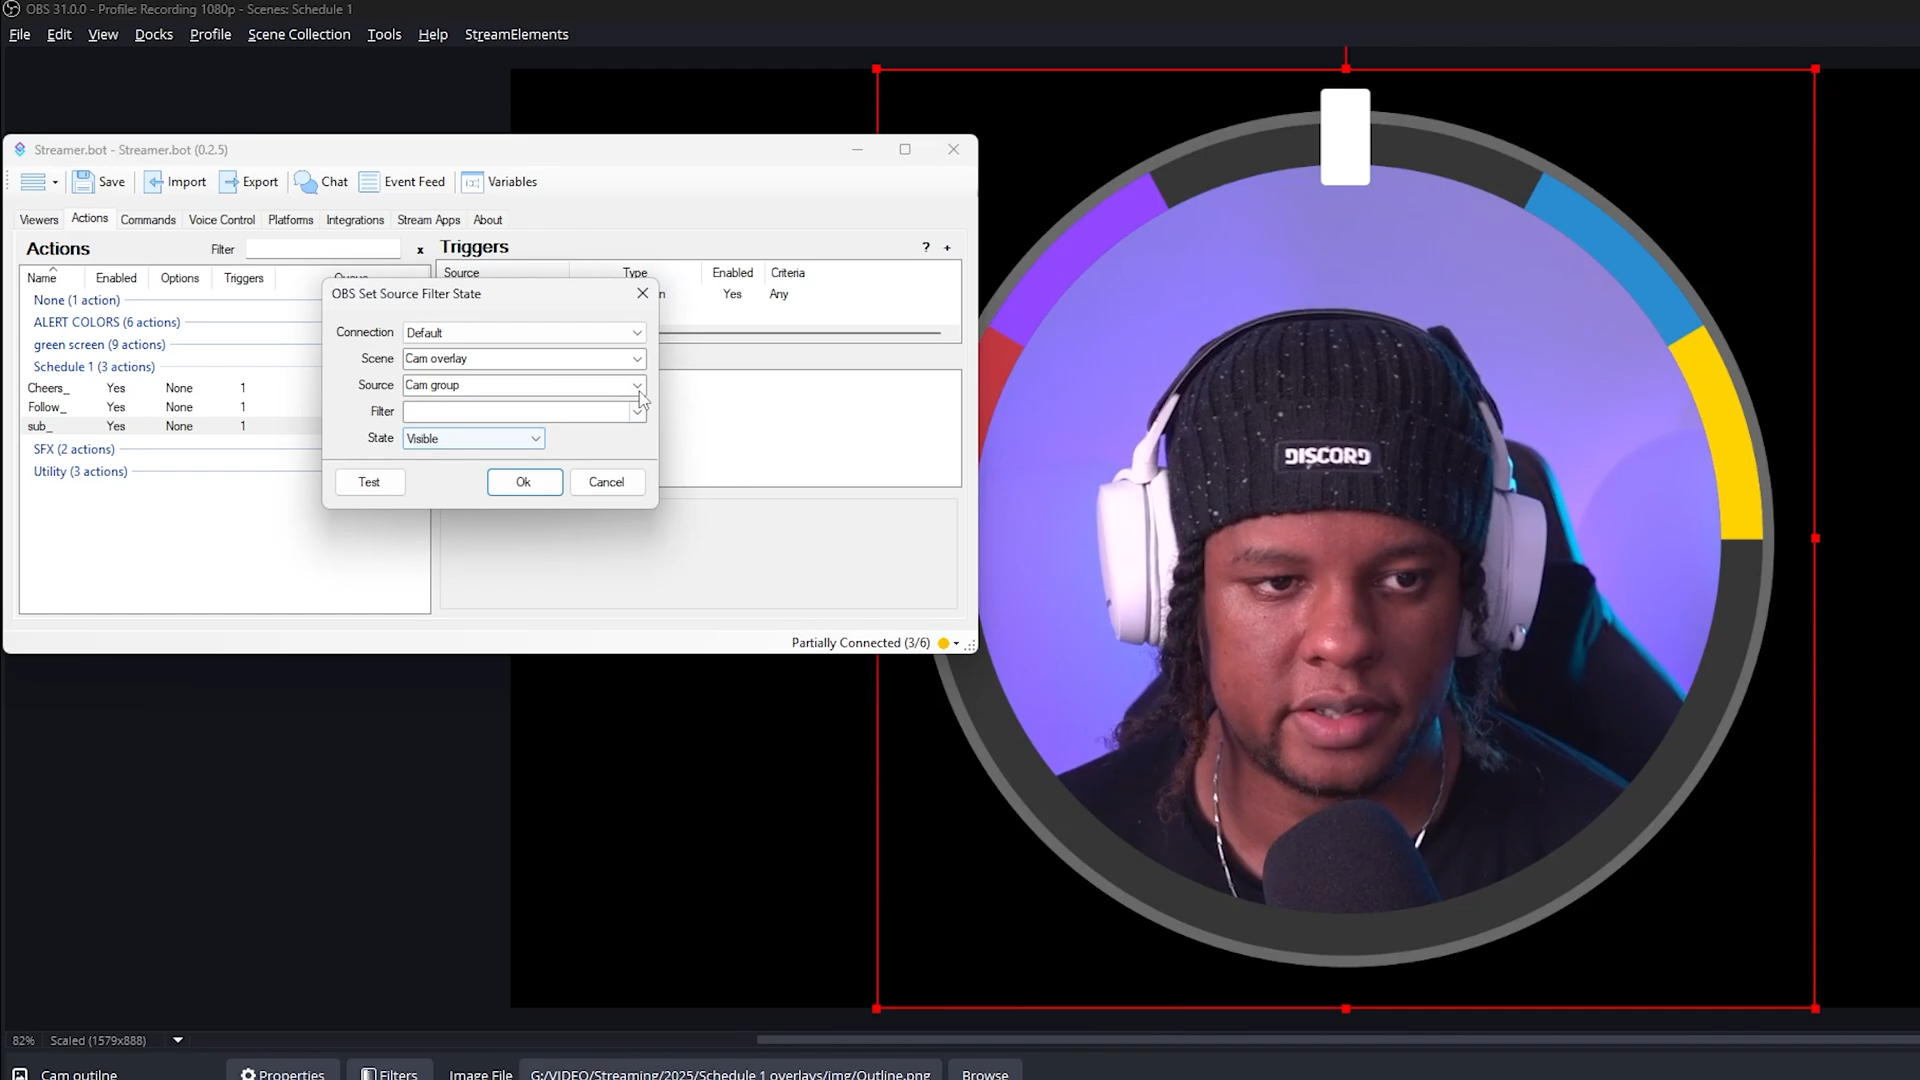 OBS 31.0.0 - Profile: Recording 1080p - Scenes: Schedule 1
File Edit View Docks Profile Scene Collection Tools Help StreamElements
Streamer.bot - Streamer.bot (0.2.5)
Save Import Export Chat Event Feed Variables
Viewers Actions Commands Voice Control Platforms Integrations Stream Apps About
Actions Filter x Triggers ? +
Name Enabled Options Triggers
Source Type Enabled Criteria
None (1 action)
Yes Any
ALERT COLORS (6 actions)
green screen (9 actions)
Schedule 1 (3 actions)
Cheers_ Yes None 1
Follow_ Yes None 1
sub_ Yes None 1
SFX (2 actions)
Utility (3 actions)
OBS Set Source Filter State
Connection Default
Scene Cam overlay
Source Cam group
Filter
State Visible
Test Ok Cancel
Partially Connected (3/6)
DISCORD
82% Scaled (1579x888)
Cam outilne Properties Filters Image File G:/VIDEO/Streaming/2025/Schedule 1 overlays/img/Outline.png Browse